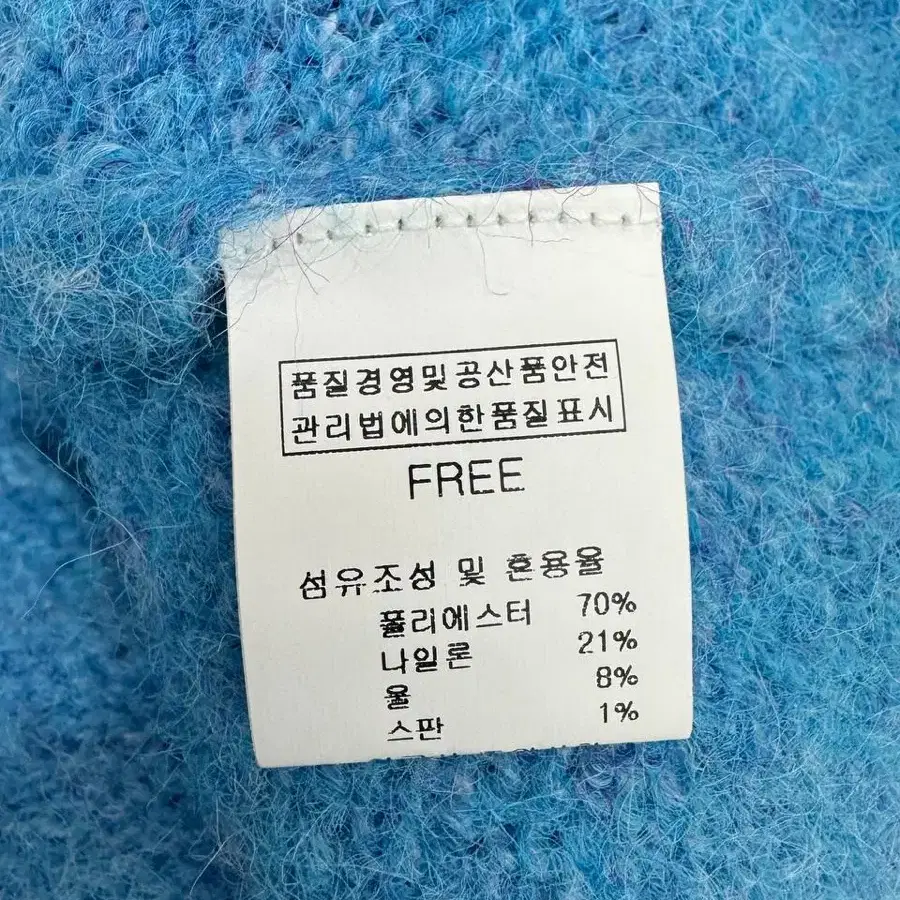 품질경영및공산품안전
관리법에의한품질표시
FREE
섬유조성 및 혼용율
폴리에스터 70%
나일론 21%
울 8%
스판 1%